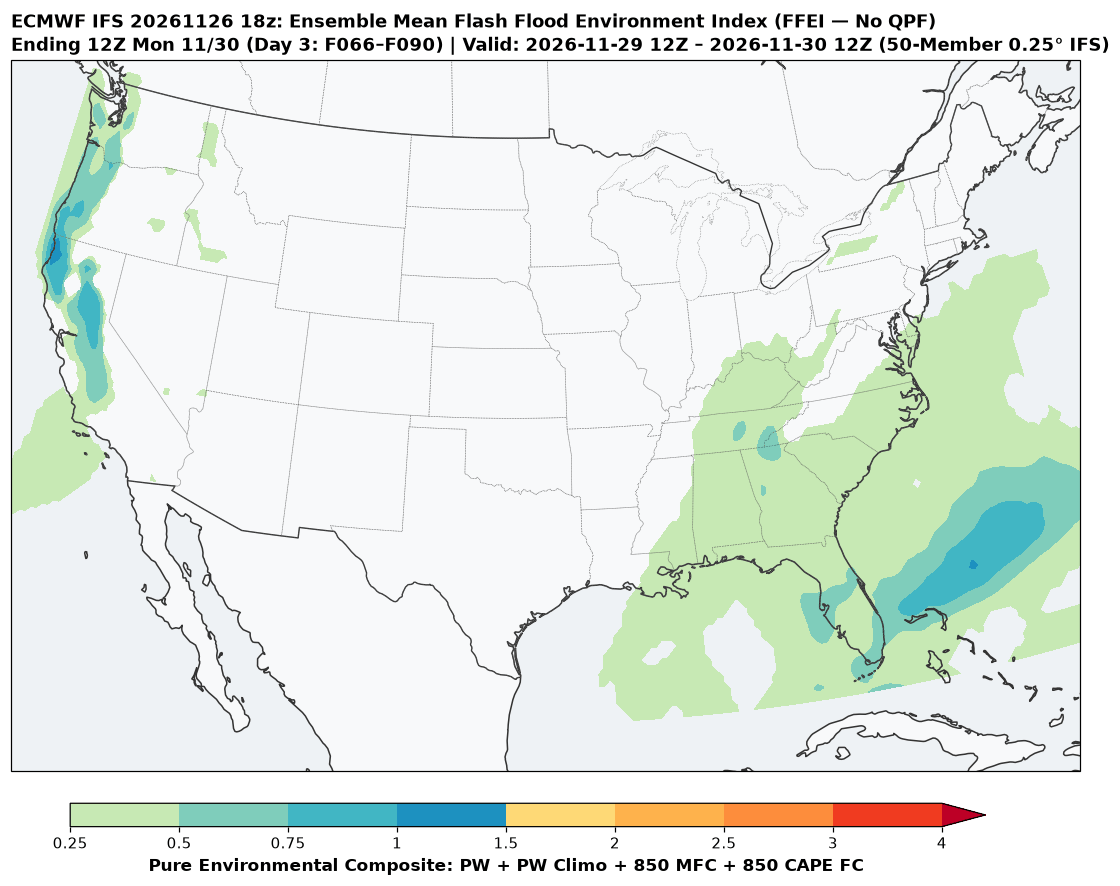 ECMWF IFS 20261126 18z: Ensemble Mean Flash Flood Environment Index (FFEI — No QPF)
Ending 12Z Mon 11/30 (Day 3: F066–F090) | Valid: 2026-11-29 12Z – 2026-11-30 12Z (50-Member 0.25° IFS)
0.25 0.5 0.75 1 1.5 2 2.5 3 4
Pure Environmental Composite: PW + PW Climo + 850 MFC + 850 CAPE FC